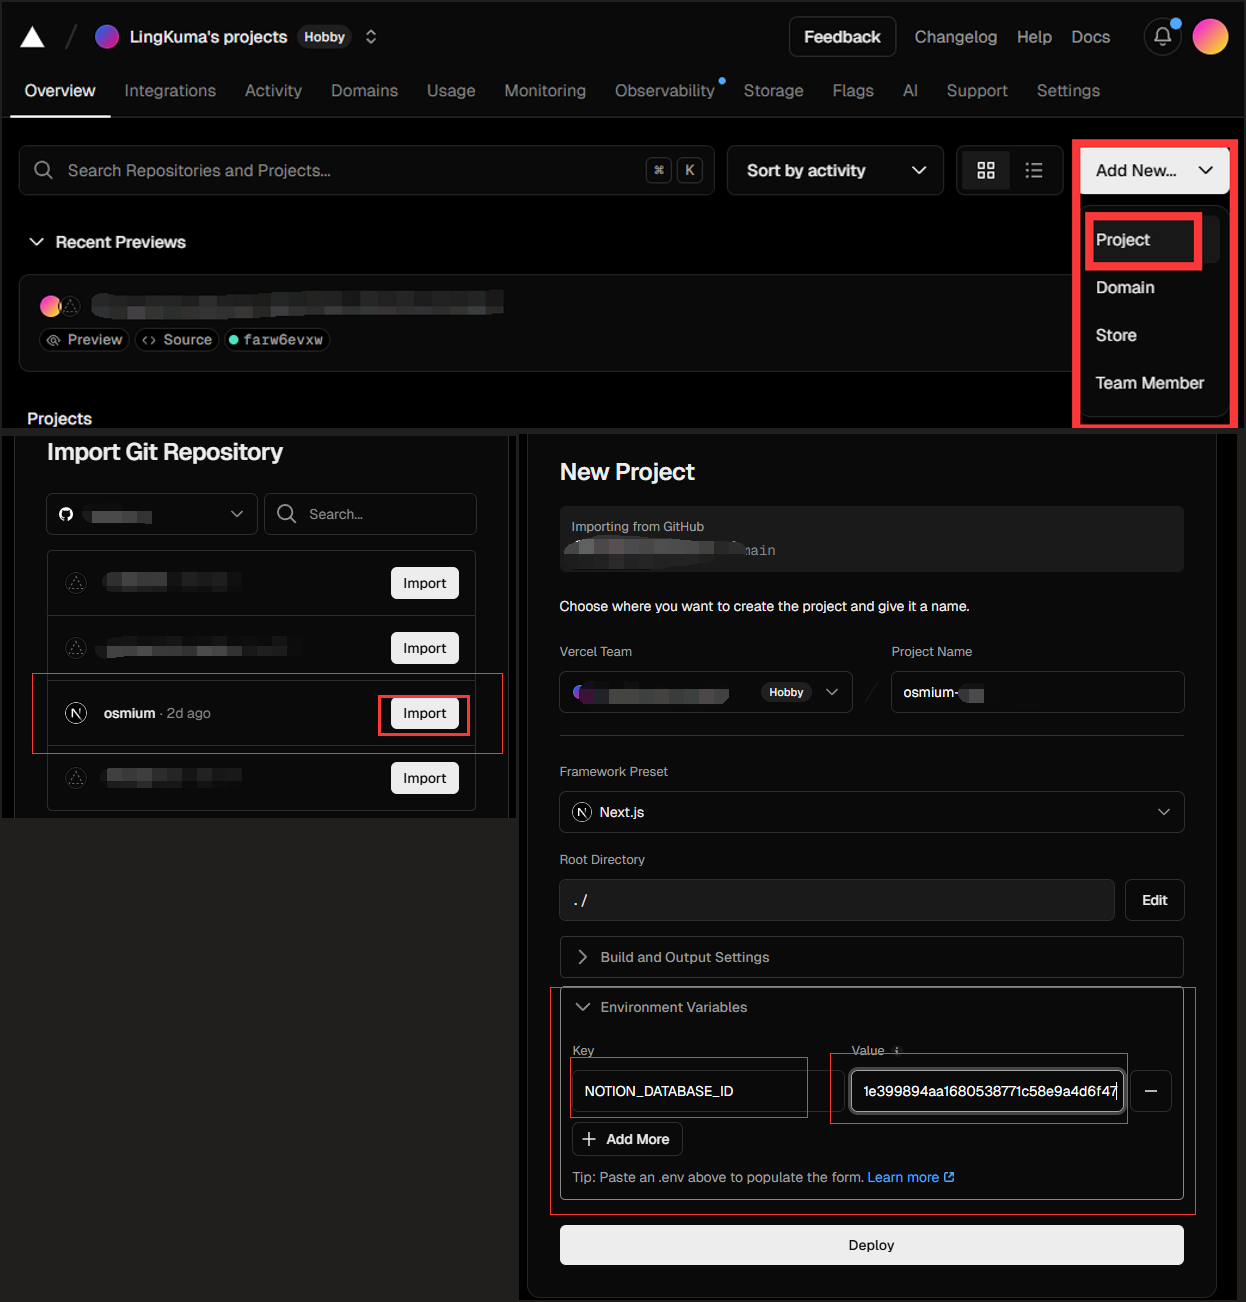 LingKuma's projects Hobby Feedback Changelog Help Docs
Overview Integrations Activity Domains Usage Monitoring Observability Storage Flags AI Support Settings
Search Repositories and Projects... ⌘ K Sort by activity Add New...
Project
Domain
Store
Team Member
Recent Previews
Preview Source farw6evxw
Projects
Import Git Repository
Search...
Import
Import
osmium · 2d ago Import
Import
New Project
Importing from GitHub
main
Choose where you want to create the project and give it a name.
Vercel Team Project Name
Hobby / osmium-
Framework Preset
Next.js
Root Directory
./ Edit
Build and Output Settings
Environment Variables
Key Value
NOTION_DATABASE_ID 1e399894aa1680538771c58e9a4d6f47
Add More
Tip: Paste an .env above to populate the form. Learn more
Deploy